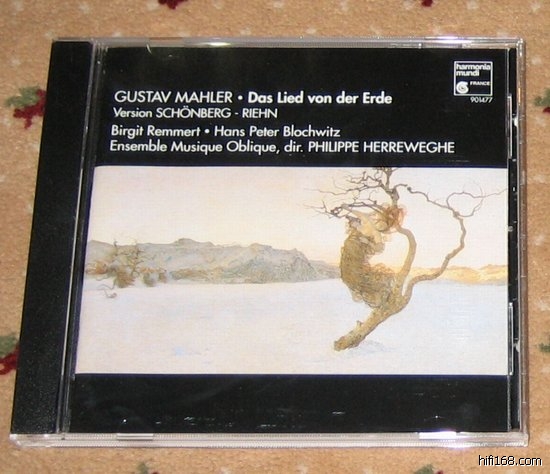 harmonia
mundi
FRANCE
901477
GUSTAV MAHLER • Das Lied von der Erde
Version SCHÖNBERG - RIEHN
Birgit Remmert • Hans Peter Blochwitz
Ensemble Musique Oblique, dir. PHILIPPE HERREWEGHE
hifi168.com